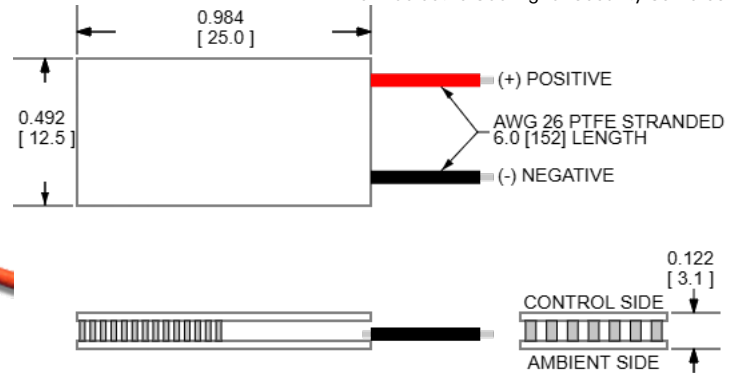 0.984
[ 25.0 ]
(+) POSITIVE
0.492
[ 12.5 ]
AWG 26 PTFE STRANDED
6.0 [152] LENGTH
(-) NEGATIVE
0.122
[ 3.1 ]
CONTROL SIDE
AMBIENT SIDE